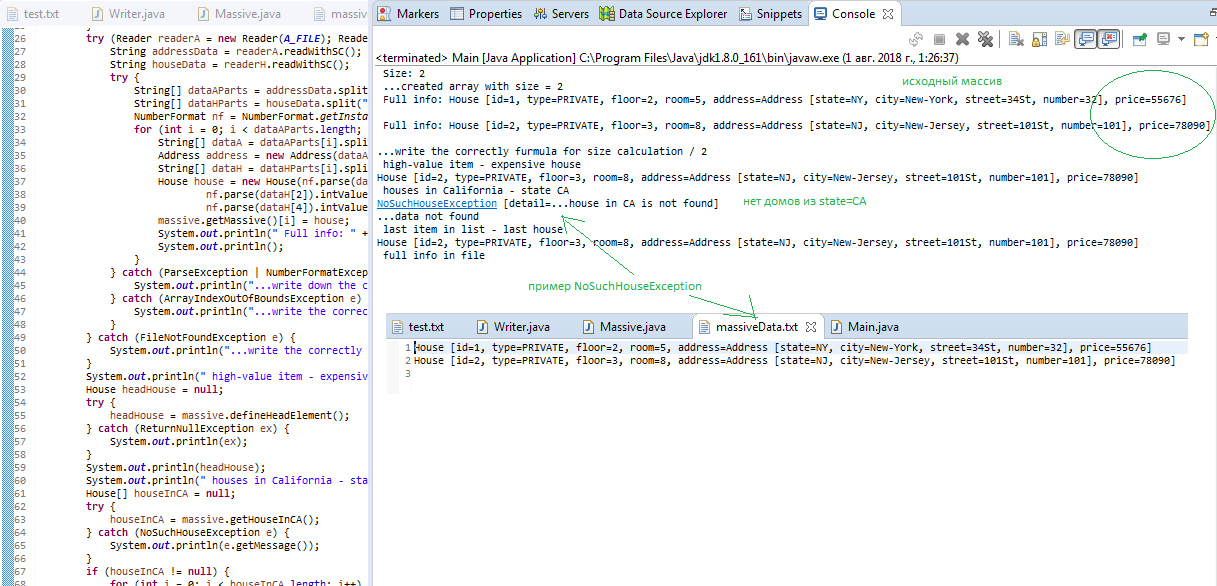 test.txt Writer.java Massive.java massiv
26 try (Reader readerA = new Reader(A_FILE); Reade
27 String addressData = readerA.readWithSC();
28 String houseData = readerH.readWithSC();
29 try {
30 String[] dataAParts = addressData.split
31 String[] dataHParts = houseData.split("
32 NumberFormat nf = NumberFormat.getInsta
33 for (int i = 0; i < dataAParts.length;
34 String[] dataA = dataAParts[i].spli
35 Address address = new Address(dataA
36 String[] dataH = dataHParts[i].spli
37 House house = new House(nf.parse(da
38 nf.parse(dataH[2]).intValue
39 nf.parse(dataH[4]).intValue
40 massive.getMassive()[i] = house;
41 System.out.println(" Full info: " +
42 System.out.println();
43 }
44 } catch (ParseException | NumberFormatExcep
45 System.out.println("...write down the c
46 } catch (ArrayIndexOutOfBoundsException e)
47 System.out.println("...write the correc
48 }
49 } catch (FileNotFoundException e) {
50 System.out.println("...write the correctly
51 }
52 System.out.println(" high-value item - expensiv
53 House headHouse = null;
54 try {
55 headHouse = massive.defineHeadElement();
56 } catch (ReturnNullException ex) {
57 System.out.println(ex);
58 }
59 System.out.println(headHouse);
60 System.out.println(" houses in California - sta
61 House[] houseInCA = null;
62 try {
63 houseInCA = massive.getHouseInCA();
64 } catch (NoSuchHouseException e) {
65 System.out.println(e.getMessage());
66 }
67 if (houseInCA != null) {
68 for (int i = 0; i < houseInCA.length; i++)
Markers Properties Servers Data Source Explorer Snippets Console
<terminated> Main [Java Application] C:\Program Files\Java\jdk1.8.0_161\bin\javaw.exe (1 авг. 2018 г., 1:26:37)
Size: 2
...created array with size = 2
исходный массив
Full info: House [id=1, type=PRIVATE, floor=2, room=5, address=Address [state=NY, city=New-York, street=34St, number=32], price=55676]
Full info: House [id=2, type=PRIVATE, floor=3, room=8, address=Address [state=NJ, city=New-Jersey, street=101St, number=101], price=78090]
...write the correctly furmula for size calculation / 2
high-value item - expensive house
House [id=2, type=PRIVATE, floor=3, room=8, address=Address [state=NJ, city=New-Jersey, street=101St, number=101], price=78090]
houses in California - state CA
NoSuchHouseException [detail=...house in CA is not found] нет домов из state=CA
...data not found
last item in list - last house
House [id=2, type=PRIVATE, floor=3, room=8, address=Address [state=NJ, city=New-Jersey, street=101St, number=101], price=78090]
full info in file
пример NoSuchHouseException
test.txt Writer.java Massive.java massiveData.txt Main.java
1 House [id=1, type=PRIVATE, floor=2, room=5, address=Address [state=NY, city=New-York, street=34St, number=32], price=55676]
2 House [id=2, type=PRIVATE, floor=3, room=8, address=Address [state=NJ, city=New-Jersey, street=101St, number=101], price=78090]
3